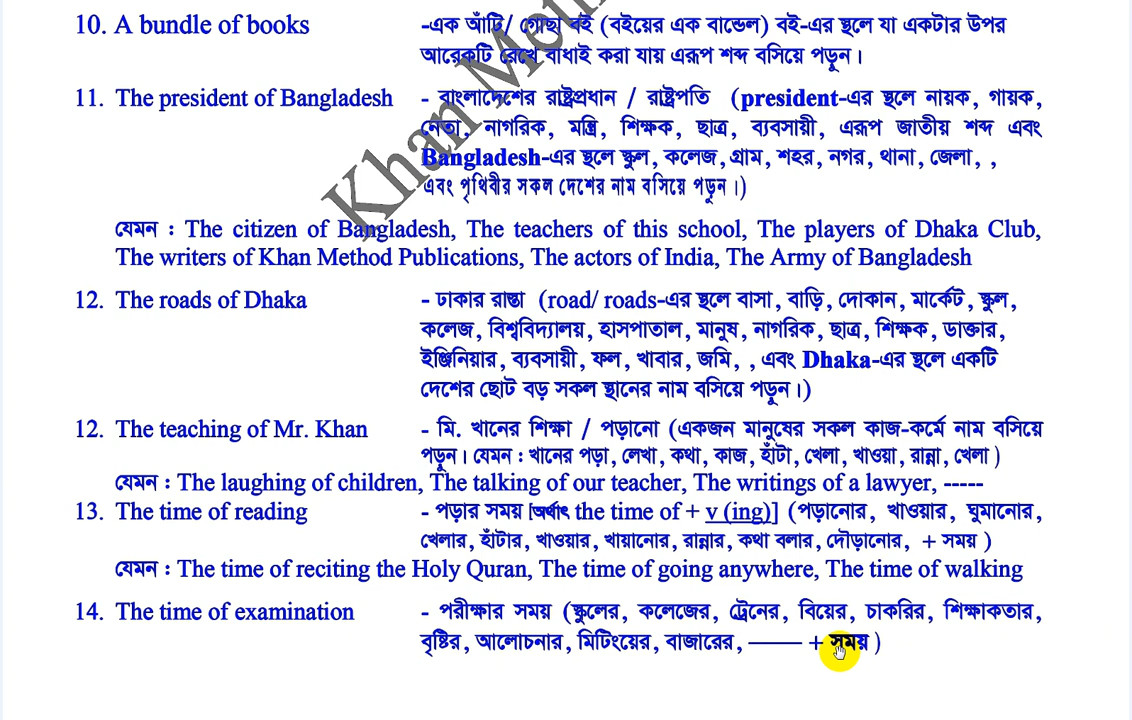 10. A bundle of books -এক আঁটি/ গোছা বই (বইয়ের এক বান্ডেল) বই-এর স্থলে যা একটার উপর
আরেকটি রেখে বাধাই করা যায় এরূপ শব্দ বসিয়ে পড়ুন।
11. The president of Bangladesh - বাংলাদেশের রাষ্ট্রপ্রধান / রাষ্ট্রপতি (president-এর স্থলে নায়ক, গায়ক,
নেতা, নাগরিক, মন্ত্রি, শিক্ষক, ছাত্র, ব্যবসায়ী, এরূপ জাতীয় শব্দ এবং
Bangladesh-এর স্থলে স্কুল, কলেজ, গ্রাম, শহর, নগর, থানা, জেলা, ,
এবং পৃথিবীর সকল দেশের নাম বসিয়ে পড়ুন।)
যেমন : The citizen of Bangladesh, The teachers of this school, The players of Dhaka Club,
The writers of Khan Method Publications, The actors of India, The Army of Bangladesh
12. The roads of Dhaka - ঢাকার রাস্তা (road/ roads-এর স্থলে বাসা, বাড়ি, দোকান, মার্কেট, স্কুল,
কলেজ, বিশ্ববিদ্যালয়, হাসপাতাল, মানুষ, নাগরিক, ছাত্র, শিক্ষক, ডাক্তার,
ইঞ্জিনিয়ার, ব্যবসায়ী, ফল, খাবার, জমি, , এবং Dhaka-এর স্থলে একটি
দেশের ছোট বড় সকল স্থানের নাম বসিয়ে পড়ুন।)
12. The teaching of Mr. Khan - মি. খানের শিক্ষা / পড়ানো (একজন মানুষের সকল কাজ-কর্মে নাম বসিয়ে
পড়ুন। যেমন : খানের পড়া, লেখা, কথা, কাজ, হাঁটা, খেলা, খাওয়া, রান্না, খেলা )
যেমন : The laughing of children, The talking of our teacher, The writings of a lawyer, -----
13. The time of reading - পড়ার সময় [অর্থাৎ the time of + v (ing)] (পড়ানোর, খাওয়ার, ঘুমানোর,
খেলার, হাঁটার, খাওয়ার, খায়ানোর, রান্নার, কথা বলার, দৌড়ানোর, + সময় )
যেমন : The time of reciting the Holy Quran, The time of going anywhere, The time of walking
14. The time of examination - পরীক্ষার সময় (স্কুলের, কলেজের, ট্রেনের, বিয়ের, চাকরির, শিক্ষাকতার,
বৃষ্টির, আলোচনার, মিটিংয়ের, বাজারের, —— + সময় )
Khan Met